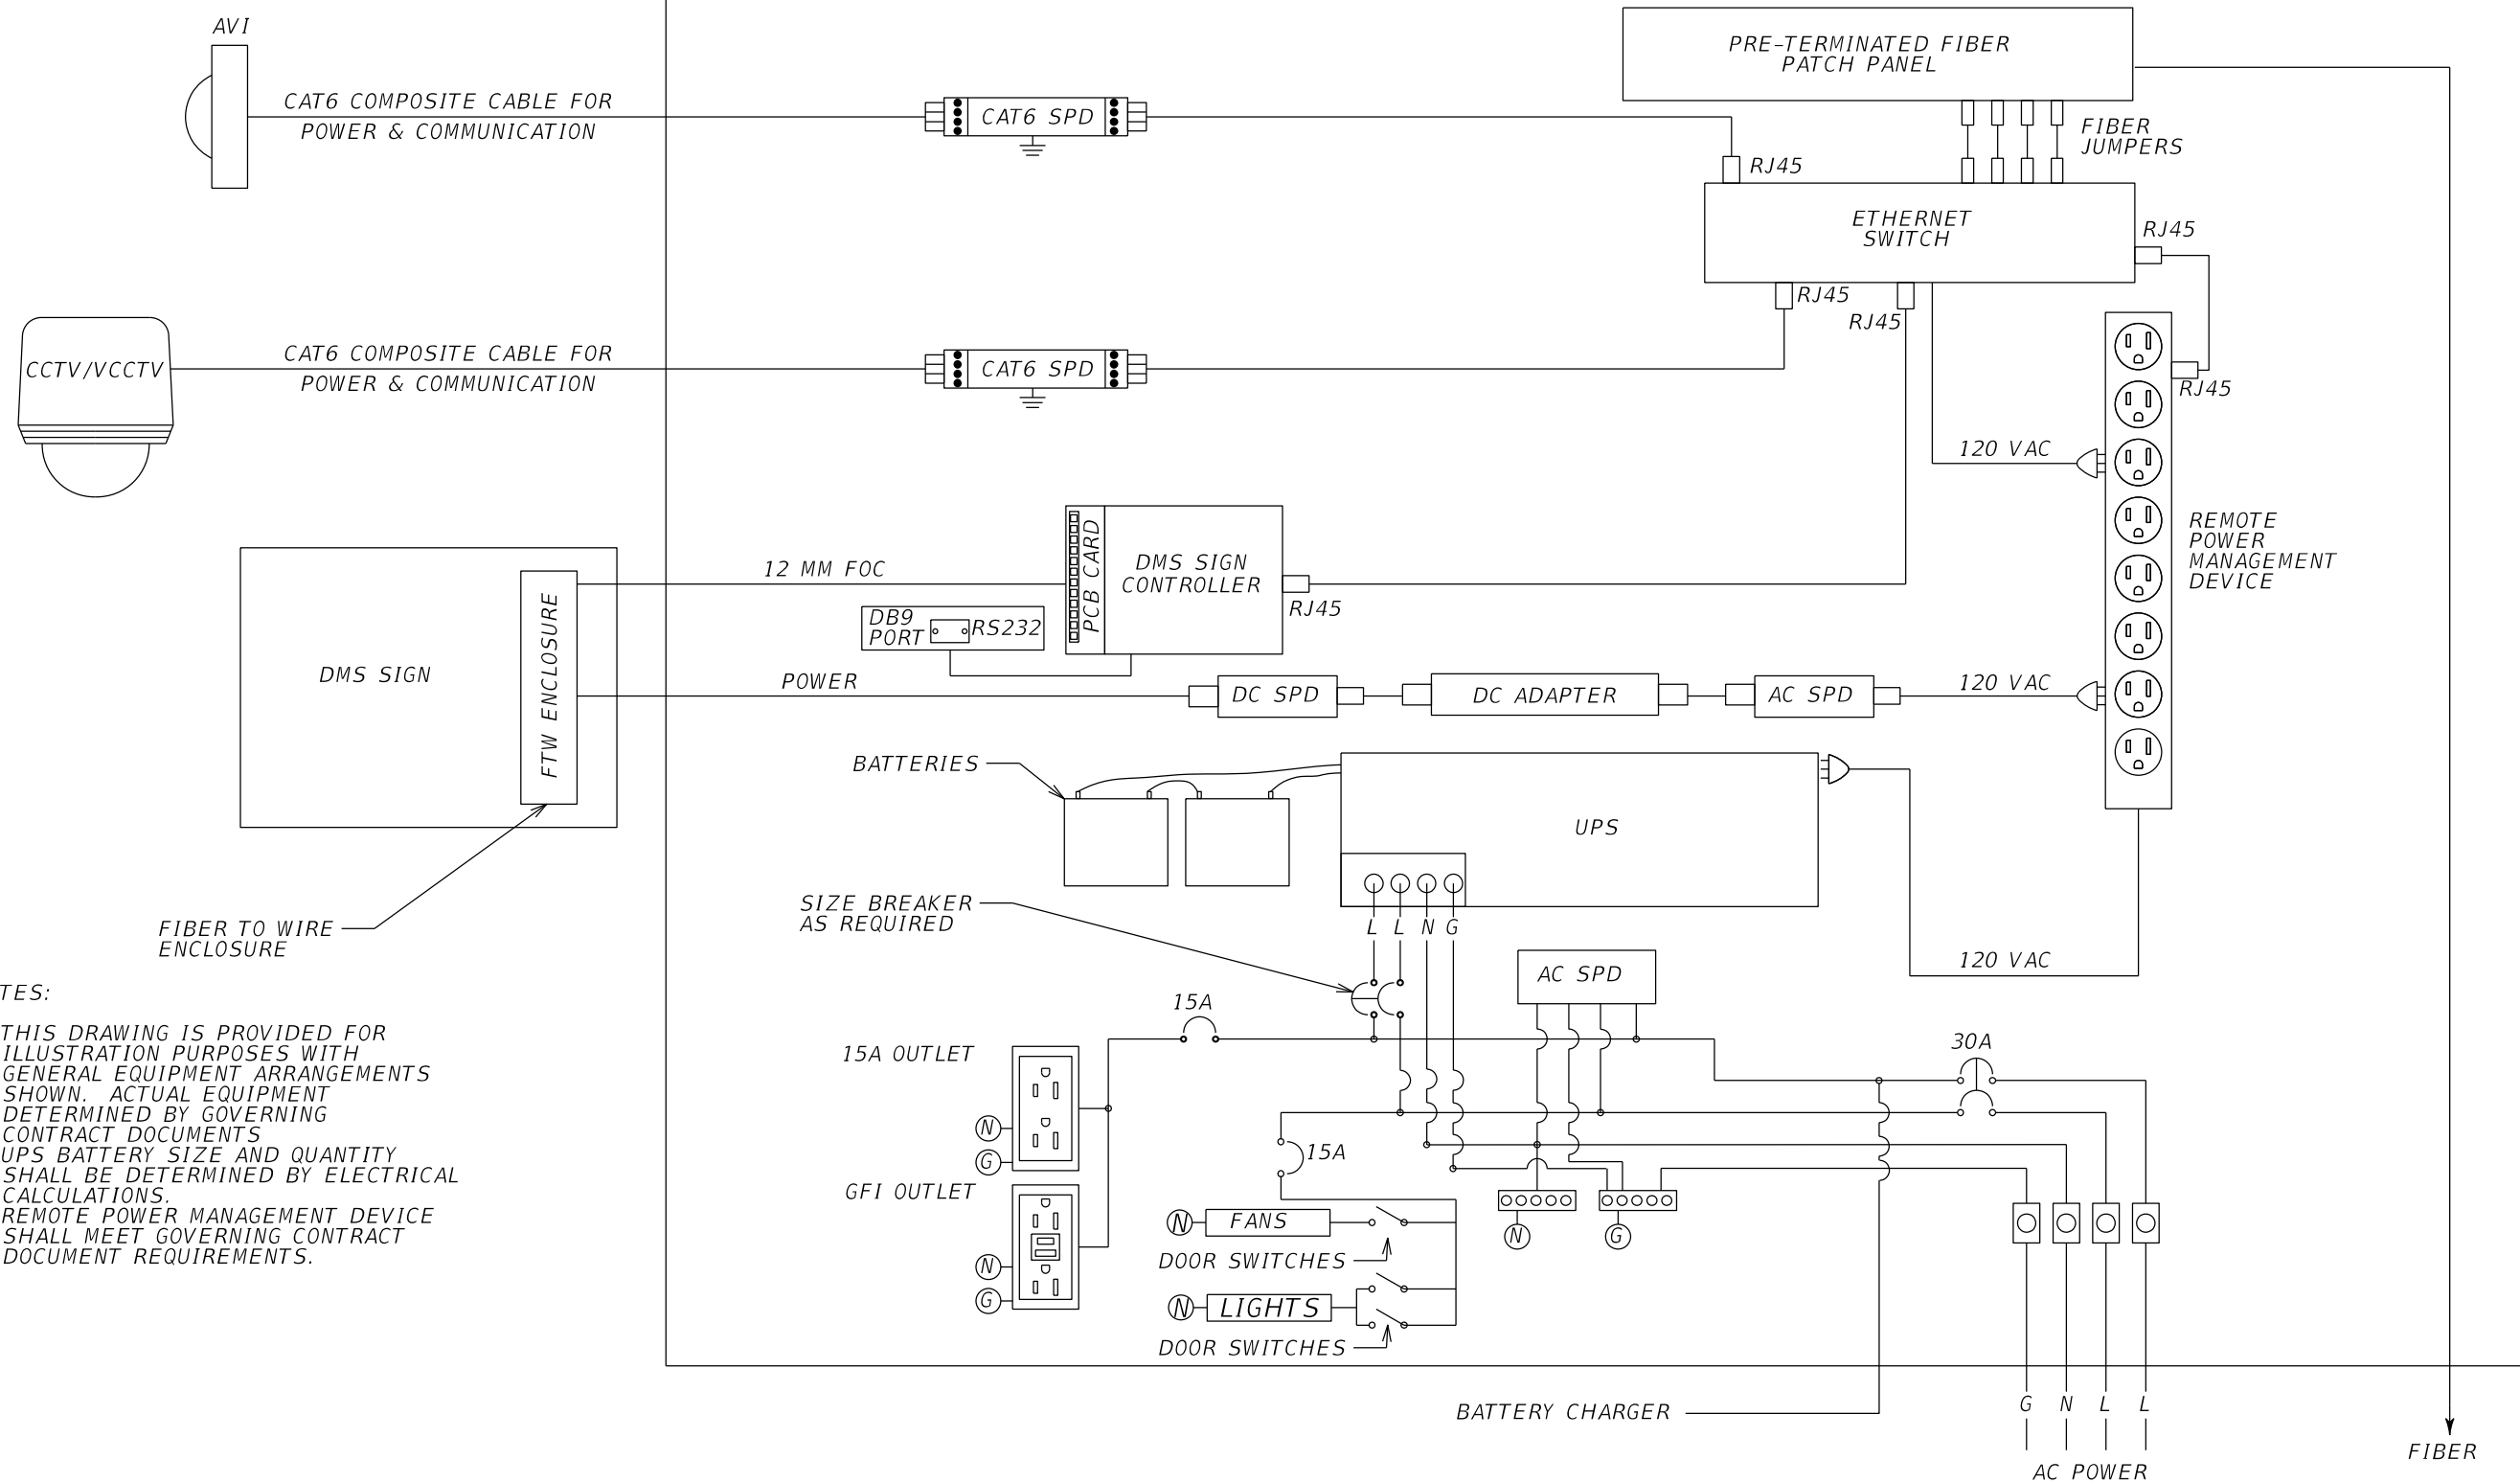 AVI
PRE-TERMINATED FIBER
PATCH PANEL
CAT6 COMPOSITE CABLE FOR
POWER & COMMUNICATION
CAT6 SPD
FIBER
JUMPERS
RJ45
ETHERNET
SWITCH
RJ45
RJ45
RJ45
CCTV/VCCTV
CAT6 COMPOSITE CABLE FOR
POWER & COMMUNICATION
CAT6 SPD
RJ45
120 VAC
REMOTE
POWER
MANAGEMENT
DEVICE
12 MM FOC
PCB CARD
DMS SIGN
CONTROLLER
RJ45
DB9
PORT
RS232
DMS SIGN
FTW ENCLOSURE
POWER
DC SPD
DC ADAPTER
AC SPD
120 VAC
BATTERIES
UPS
SIZE BREAKER
AS REQUIRED
L L N G
FIBER TO WIRE
ENCLOSURE
120 VAC
AC SPD
TES:
THIS DRAWING IS PROVIDED FOR
ILLUSTRATION PURPOSES WITH
GENERAL EQUIPMENT ARRANGEMENTS
SHOWN. ACTUAL EQUIPMENT
DETERMINED BY GOVERNING
CONTRACT DOCUMENTS
UPS BATTERY SIZE AND QUANTITY
SHALL BE DETERMINED BY ELECTRICAL
CALCULATIONS.
REMOTE POWER MANAGEMENT DEVICE
SHALL MEET GOVERNING CONTRACT
DOCUMENT REQUIREMENTS.
15A
30A
15A OUTLET
N
G
15A
GFI OUTLET
N
G
N
FANS
DOOR SWITCHES
N
G
N
LIGHTS
DOOR SWITCHES
BATTERY CHARGER
G N L L
AC POWER
FIBER